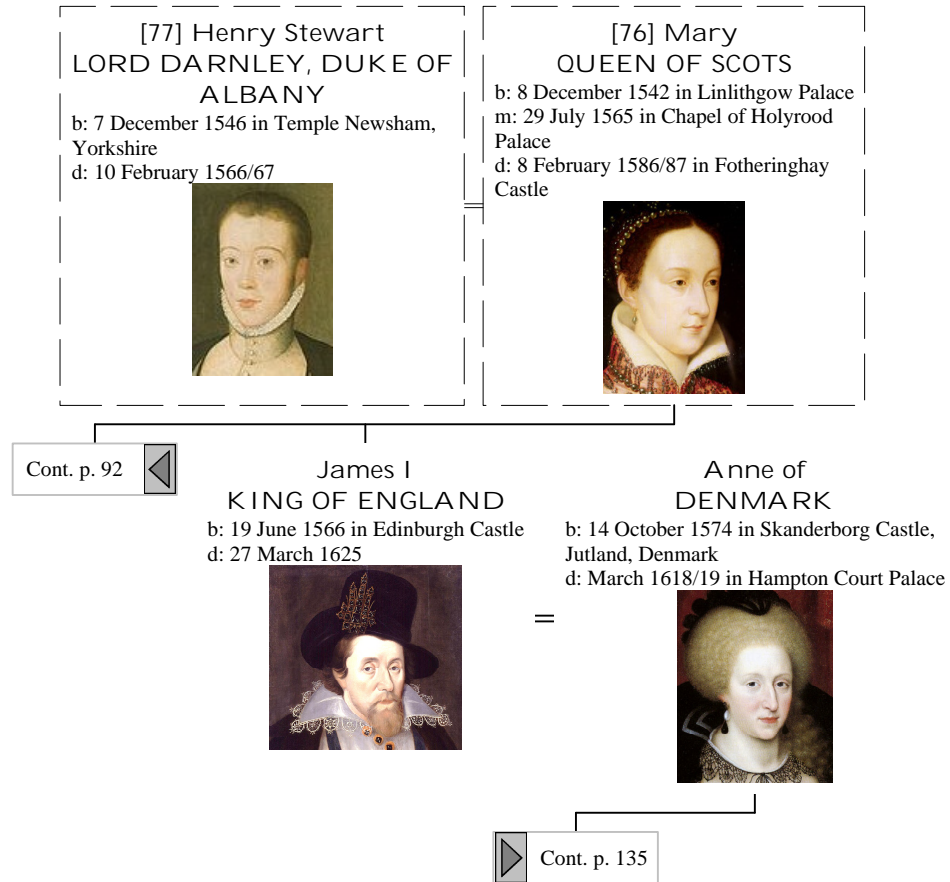 [77] Henry Stewart
LORD DARNLEY, DUKE OF
ALBANY
b: 7 December 1546 in Temple Newsham,
Yorkshire
d: 10 February 1566/67
[76] Mary
QUEEN OF SCOTS
b: 8 December 1542 in Linlithgow Palace
m: 29 July 1565 in Chapel of Holyrood
Palace
d: 8 February 1586/87 in Fotheringhay
Castle
=
Cont. p. 92
James I
KING OF ENGLAND
b: 19 June 1566 in Edinburgh Castle
d: 27 March 1625
=
Anne of
DENMARK
b: 14 October 1574 in Skanderborg Castle,
Jutland, Denmark
d: March 1618/19 in Hampton Court Palace
Cont. p. 135